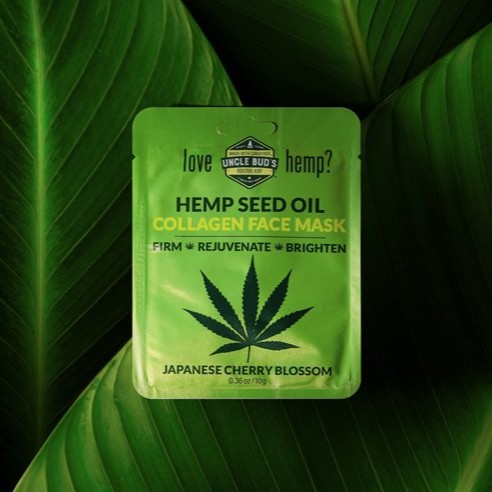 love UNCLE BUD'S hemp?
HEMP SEED OIL
COLLAGEN FACE MASK
FIRM REJUVENATE BRIGHTEN
JAPANESE CHERRY BLOSSOM
0.36 oz/10g